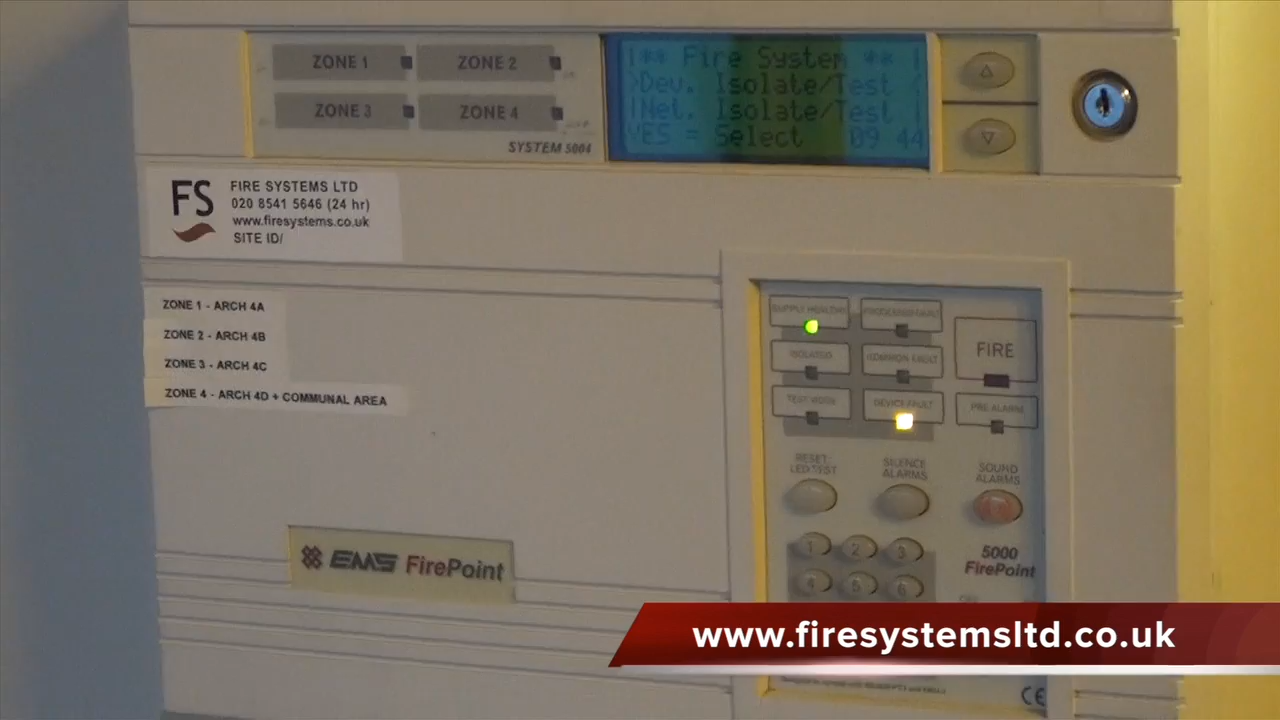 ZONE 1
ZONE 2
ZONE 3
ZONE 4
SYSTEM 5004
|** Fire System ** |
>Dev. Isolate/Test <
|Net. Isolate/Test |
YES = Select 09 44
FS
FIRE SYSTEMS LTD
020 8541 5646 (24 hr)
www.firesystems.co.uk
SITE ID/
ZONE 1 - ARCH 4A
ZONE 2 - ARCH 4B
ZONE 3 - ARCH 4C
ZONE 4 - ARCH 4D + COMMUNAL AREA
SUPPLY HEALTHY
PROCESSOR FAULT
ISOLATED
COMMON FAULT
FIRE
TEST MODE
DEVICE FAULT
PRE ALARM
RESET/
LED TEST
SILENCE
ALARMS
SOUND
ALARMS
1 2 3
4 5 6
5000
FirePoint
EMS FirePoint
www.firesystemsltd.co.uk
CE